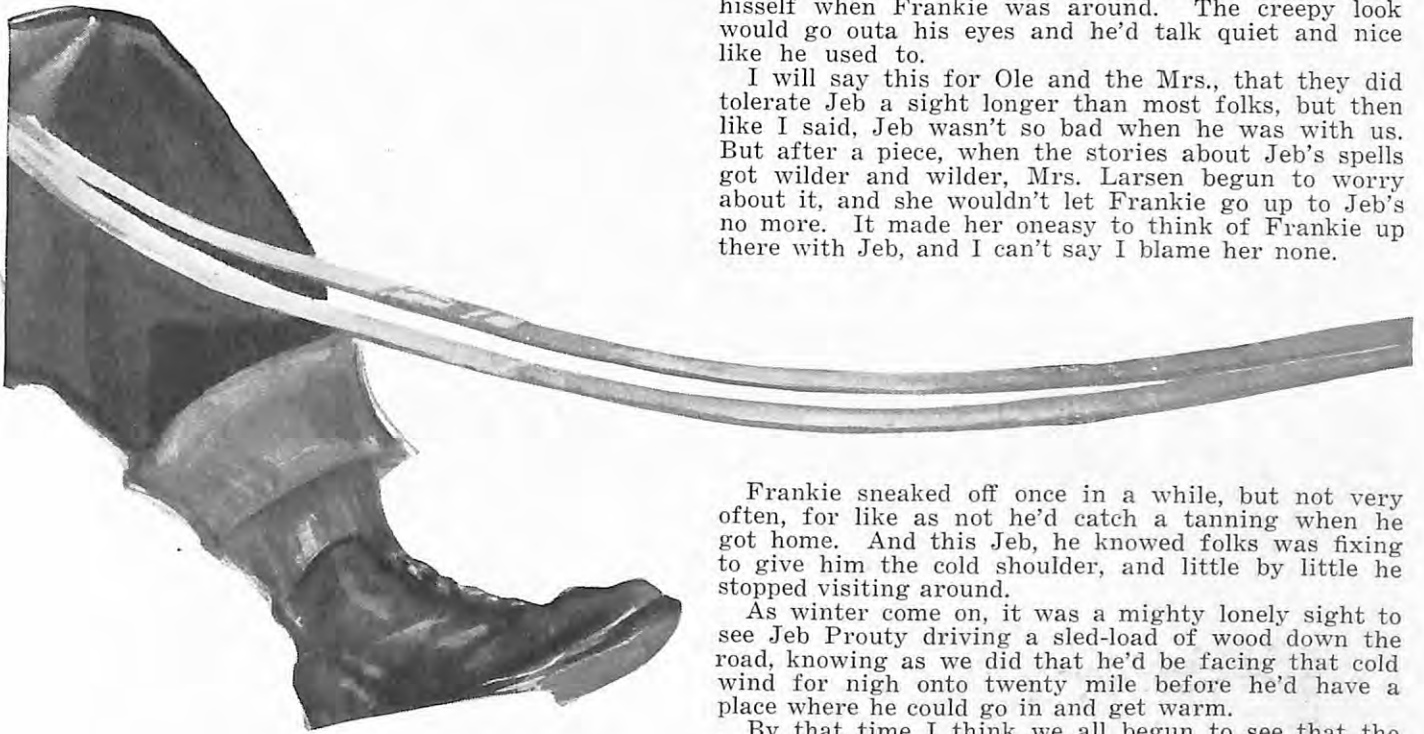 hisself when Frankie was around. The creepy look
would go outa his eyes and he'd talk quiet and nice
like he used to.
I will say this for Ole and the Mrs., that they did
tolerate Jeb a sight longer than most folks, but then
like I said, Jeb wasn't so bad when he was with us.
But after a piece, when the stories about Jeb's spells
got wilder and wilder, Mrs. Larsen begun to worry
about it, and she wouldn't let Frankie go up to Jeb's
no more. It made her oneasy to think of Frankie up
there with Jeb, and I can't say I blame her none.
Frankie sneaked off once in a while, but not very
often, for like as not he'd catch a tanning when he
got home. And this Jeb, he knowed folks was fixing
to give him the cold shoulder, and little by little he
stopped visiting around.
As winter come on, it was a mighty lonely sight to
see Jeb Prouty driving a sled-load of wood down the
road, knowing as we did that he'd be facing that cold
wind for nigh onto twenty mile before he'd have a
place where he could go in and get warm.
By that time I think we all begun to see that the